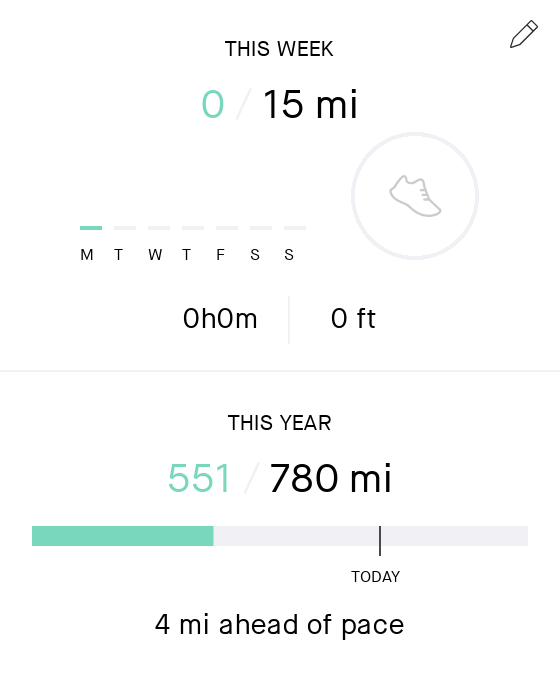 THIS WEEK
0 / 15 mi
M T W T F S S
0h0m 0 ft
THIS YEAR
551 / 780 mi
TODAY
4 mi ahead of pace